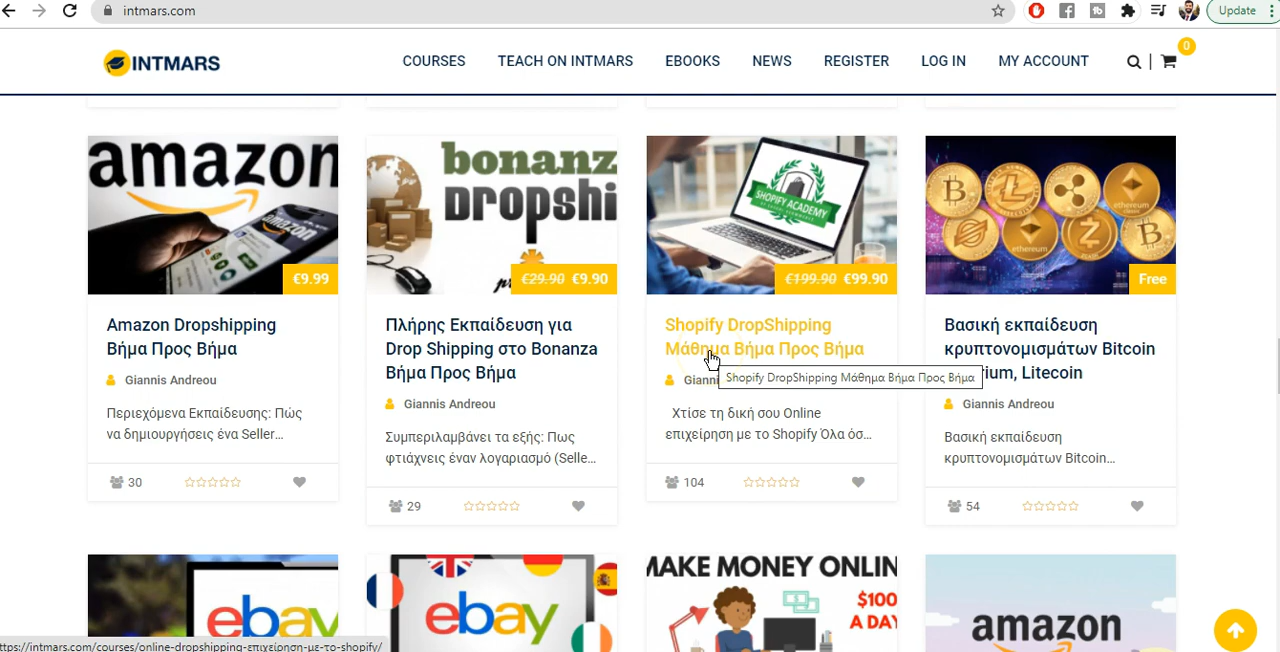 intmars.com
Update
INTMARS
COURSES
TEACH ON INTMARS
EBOOKS
NEWS
REGISTER
LOG IN
MY ACCOUNT
0
amazon
amazon
€9.99
Amazon Dropshipping
Βήμα Προς Βήμα
Giannis Andreou
Περιεχόμενα Εκπαίδευσης: Πώς
να δημιουργήσεις ένα Seller...
30
bonanz
Dropshi
€29.90 €9.90
Πλήρης Εκπαίδευση για
Drop Shipping στο Bonanza
Βήμα Προς Βήμα
Giannis Andreou
Συμπεριλαμβάνει τα εξής: Πως
φτιάχνεις έναν λογαριασμό (Selle...
29
SHOPIFY ACADEMY
€199.90 €99.90
Shopify DropShipping
Μάθημα Βήμα Προς Βήμα
Gianni
Shopify DropShipping Μάθημα Βήμα Προς Βήμα
Χτίσε τη δική σου Online
επιχείρηση με το Shopify Όλα όσ...
104
ethereum
ethereum
Free
Βασική εκπαίδευση
κρυπτονομισμάτων Bitcoin
rium, Litecoin
Giannis Andreou
Βασική εκπαίδευση
κρυπτονομισμάτων Bitcoin...
54
ebay
ebay
MAKE MONEY ONLIN
$100
A DAY
amazon
ttps://intmars.com/courses/online-dropshipping-επιχείρηση-με-το-shopify/